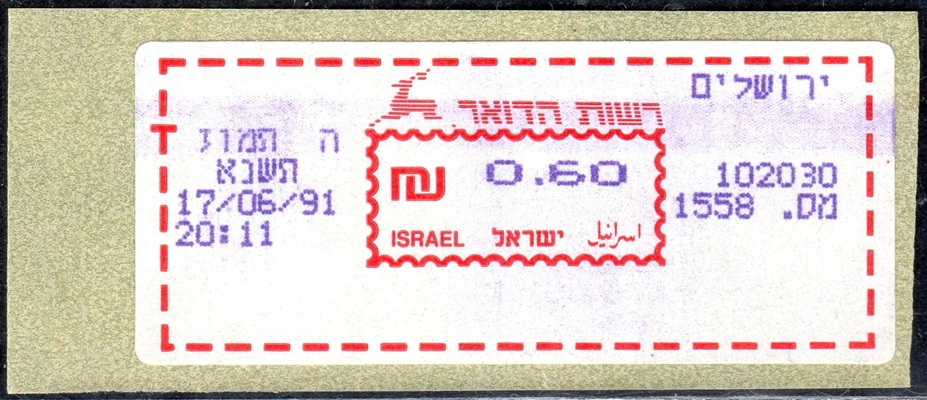 ירושלים
רשות הדואר
ה תמוז
תשנא
17/06/91
20:11
₪ 0.60
ISRAEL ישראל اسرائيل
102030
מס. 1558